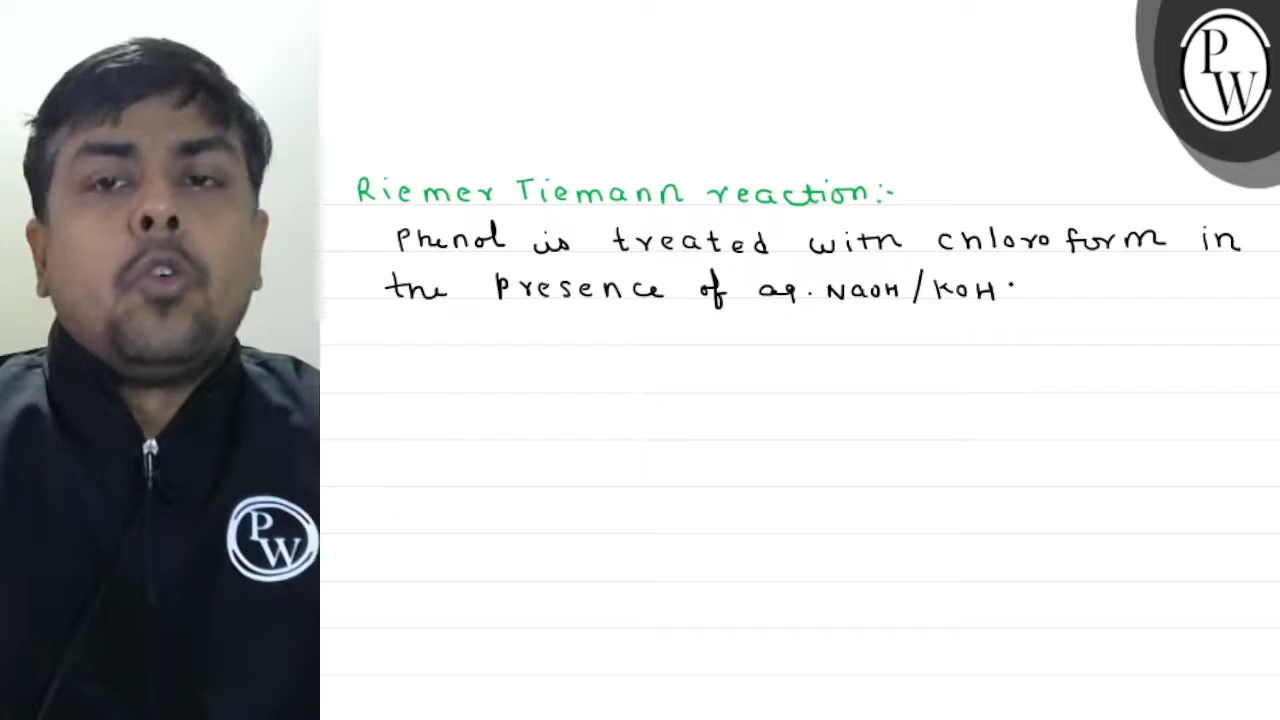 PW
Riemer Tiemann reaction:-
Phenol is treated with chloroform in
the presence of aq. NaOH/KOH.
PW